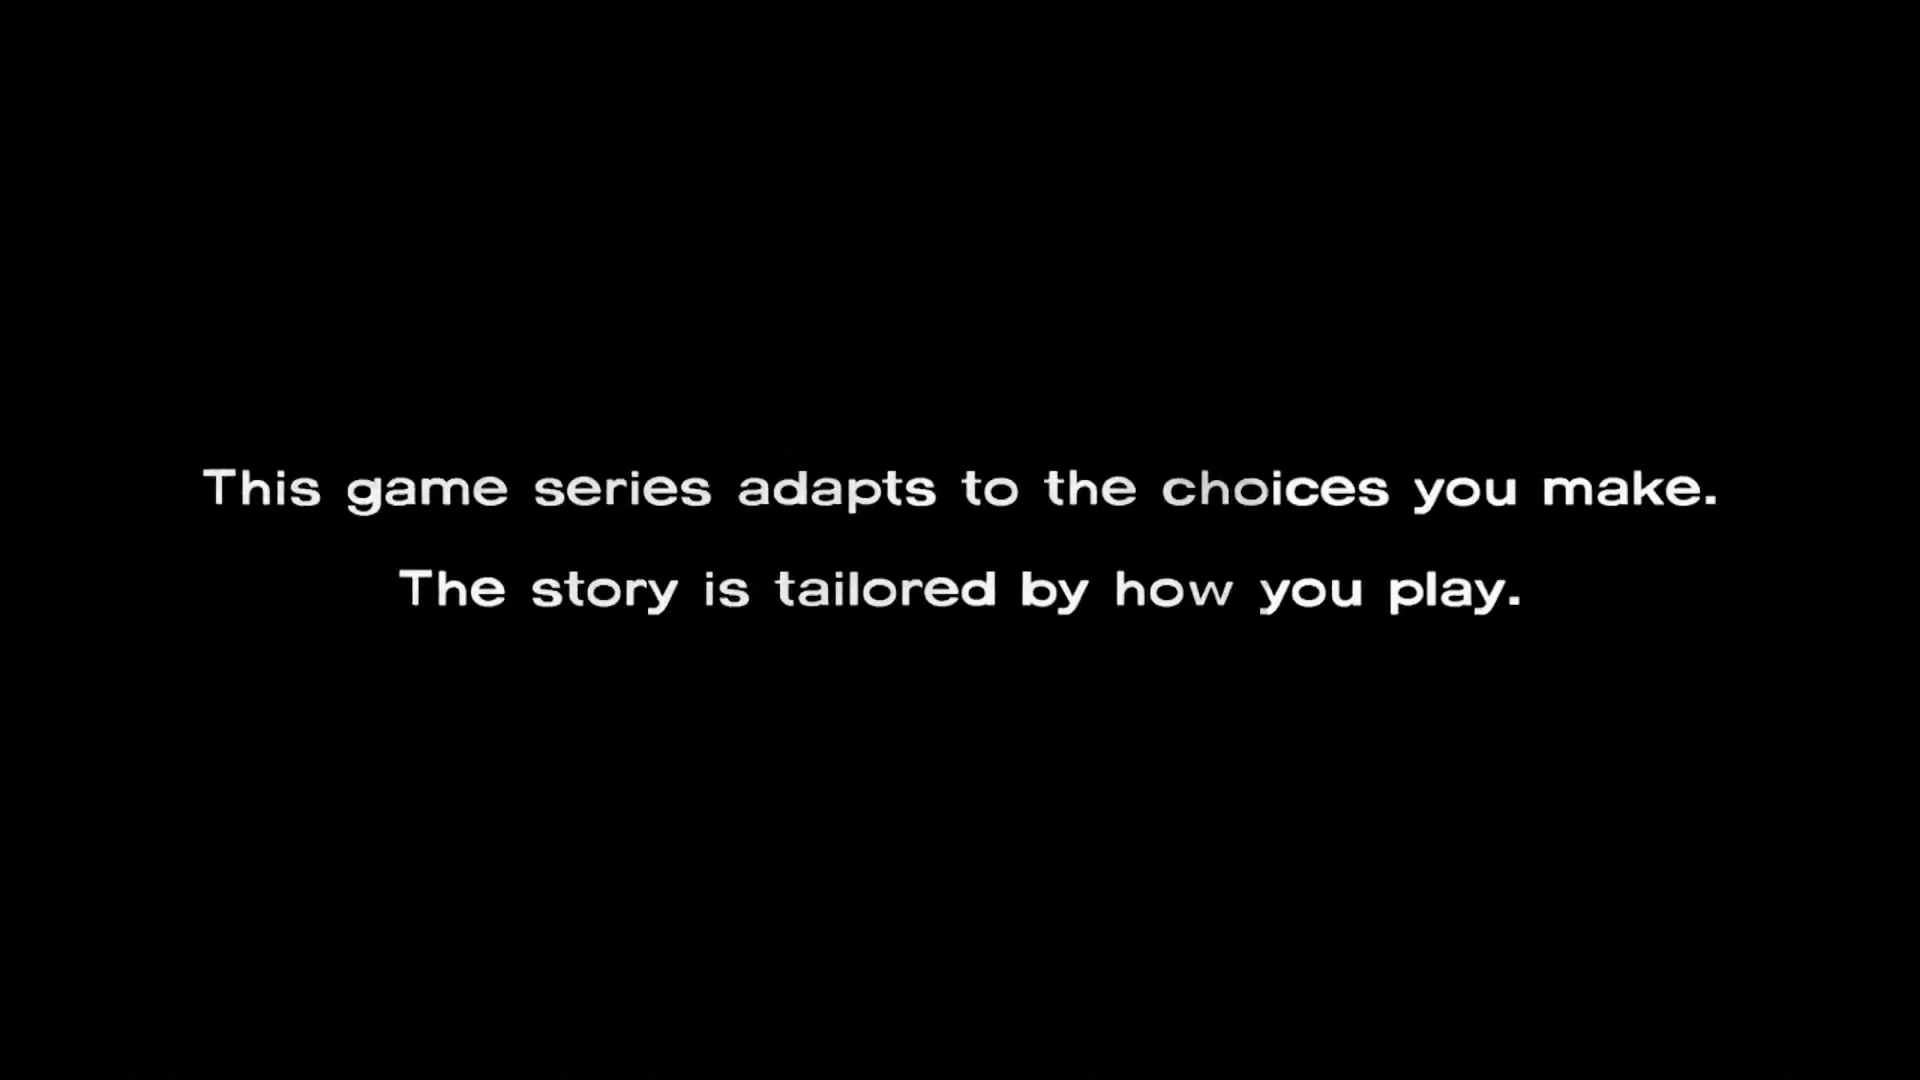 This game series adapts to the choices you make.
The story is tailored by how you play.